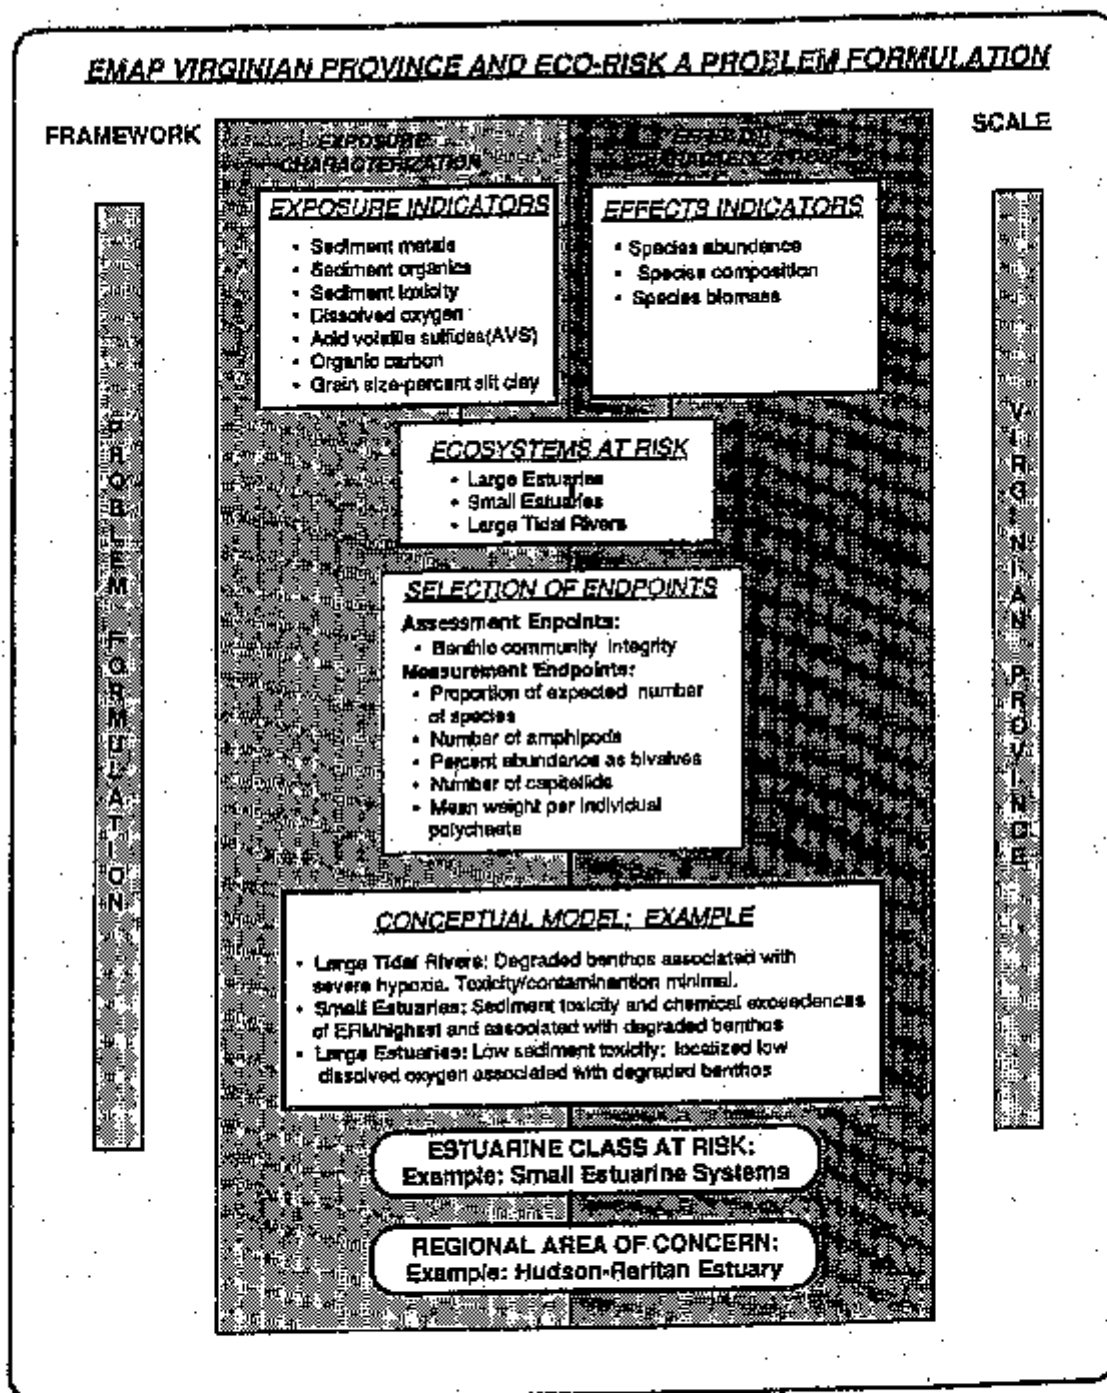 EMAP VIRGINIAN PROVINCE AND ECO-RISK A PROBLEM FORMULATION
FRAMEWORK
SCALE
EXPOSURE
CHARACTERIZATION
EFFECTS
CHARACTERIZATION
EXPOSURE INDICATORS
• Sediment metals
• Sediment organics
• Sediment toxicity
• Dissolved oxygen
• Acid volatile sulfides(AVS)
• Organic carbon
• Grain size-percent silt clay
EFFECTS INDICATORS
• Species abundance
• Species composition
• Species biomass
PROBLEM FORMULATION
VIRGINIAN PROVINCE
ECOSYSTEMS AT RISK
• Large Estuaries
• Small Estuaries
• Large Tidal Rivers
SELECTION OF ENDPOINTS
Assessment Enpoints:
• Benthic community integrity
Measurement Endpoints:
• Proportion of expected number
of species
• Number of amphipods
• Percent abundance as bivalves
• Number of capitellids
• Mean weight per individual
polychaete
CONCEPTUAL MODEL: EXAMPLE
• Large Tidal Rivers: Degraded benthos associated with
severe hypoxia. Toxicity/contaminantion minimal.
• Small Estuaries: Sediment toxicity and chemical exceedences
of ERMhighest and associated with degraded benthos
• Large Estuaries: Low sediment toxicity; localized low
dissolved oxygen associated with degraded benthos
ESTUARINE CLASS AT RISK:
Example: Small Estuarine Systems
REGIONAL AREA OF CONCERN:
Example: Hudson-Raritan Estuary